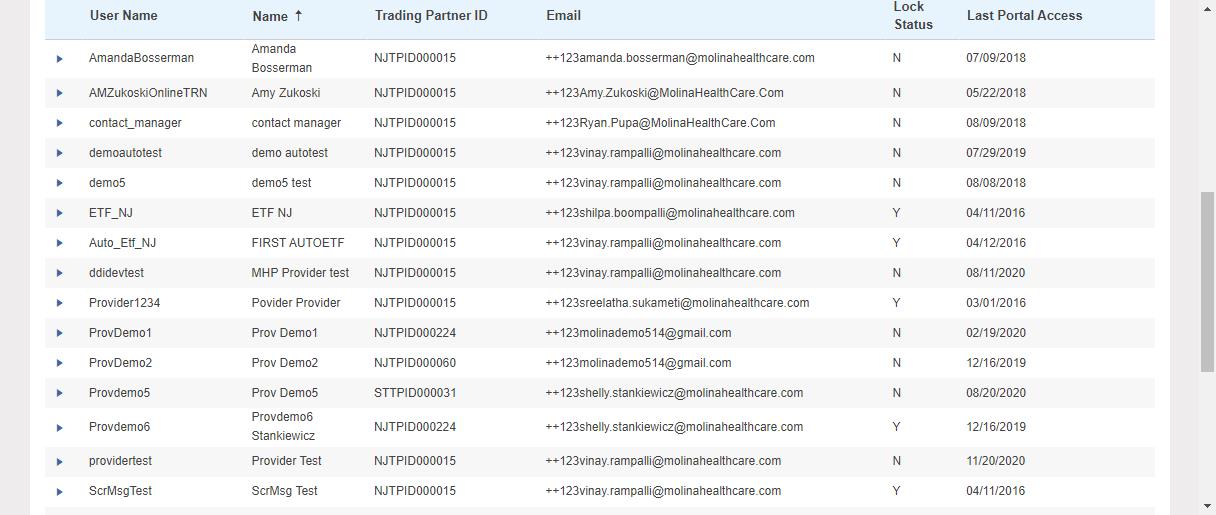 User Name Name ↑ Trading Partner ID Email Lock Status Last Portal Access
AmandaBosserman Amanda Bosserman NJTPID000015 ++123amanda.bosserman@molinahealthcare.com N 07/09/2018
AMZukoskiOnlineTRN Amy Zukoski NJTPID000015 ++123Amy.Zukoski@MolinaHealthCare.Com N 05/22/2018
contact_manager contact manager NJTPID000015 ++123Ryan.Pupa@MolinaHealthCare.Com N 08/09/2018
demoautotest demo autotest NJTPID000015 ++123vinay.rampalli@molinahealthcare.com N 07/29/2019
demo5 demo5 test NJTPID000015 ++123vinay.rampalli@molinahealthcare.com N 08/08/2018
ETF_NJ ETF NJ NJTPID000015 ++123shilpa.boompalli@molinahealthcare.com Y 04/11/2016
Auto_Etf_NJ FIRST AUTOETF NJTPID000015 ++123vinay.rampalli@molinahealthcare.com Y 04/12/2016
ddidevtest MHP Provider test NJTPID000015 ++123vinay.rampalli@molinahealthcare.com N 08/11/2020
Provider1234 Povider Provider NJTPID000015 ++123sreelatha.sukameti@molinahealthcare.com Y 03/01/2016
ProvDemo1 Prov Demo1 NJTPID000224 ++123molinademo514@gmail.com N 02/19/2020
ProvDemo2 Prov Demo2 NJTPID000060 ++123molinademo514@gmail.com N 12/16/2019
Provdemo5 Prov Demo5 STTPID000031 ++123shelly.stankiewicz@molinahealthcare.com N 08/20/2020
Provdemo6 Provdemo6 Stankiewicz NJTPID000224 ++123shelly.stankiewicz@molinahealthcare.com Y 12/16/2019
providertest Provider Test NJTPID000015 ++123vinay.rampalli@molinahealthcare.com N 11/20/2020
ScrMsgTest ScrMsg Test NJTPID000015 ++123vinay.rampalli@molinahealthcare.com Y 04/11/2016